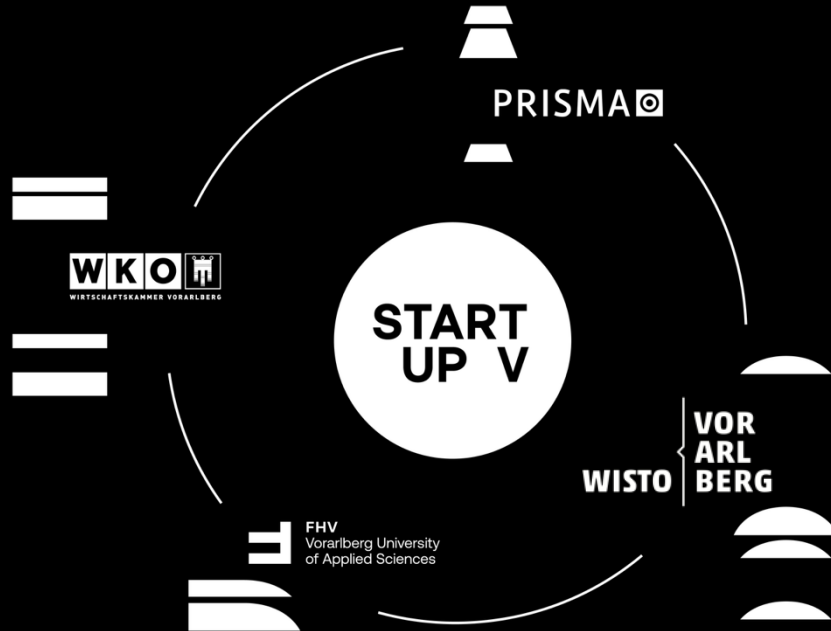 PRISMA
WKO
WIRTSCHAFTSKAMMER VORARLBERG
START
UP V
WISTO
VOR
ARL
BERG
FHV
Vorarlberg University
of Applied Sciences